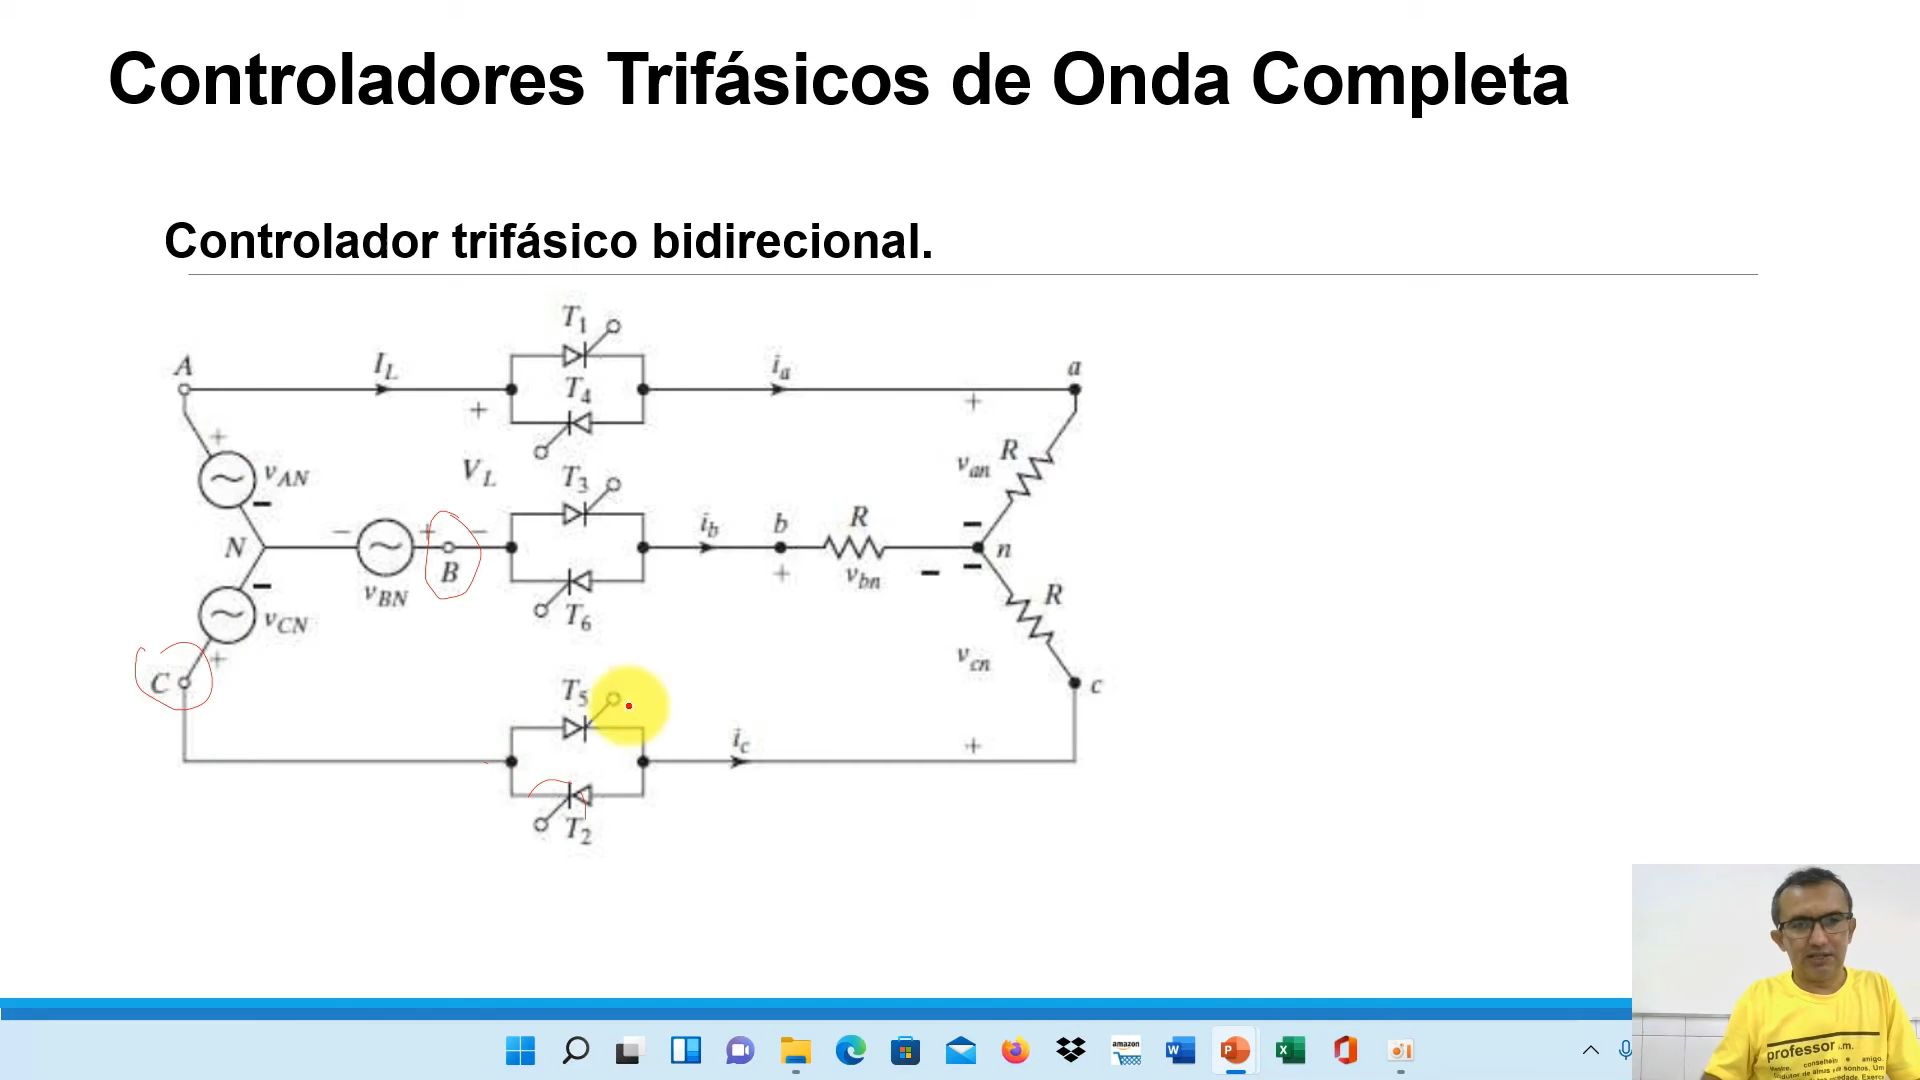 Controladores Trifásicos de Onda Completa
Controlador trifásico bidirecional.
T1
A
IL
+
T4
ia
a
+
+
vAN
VL
T3
van
R
N
− + −
B
ib
b
R
n
vBN
+
vbn
T6
R
vCN
+
C
T5
vcn
c
ic
+
T2
amazon
professor